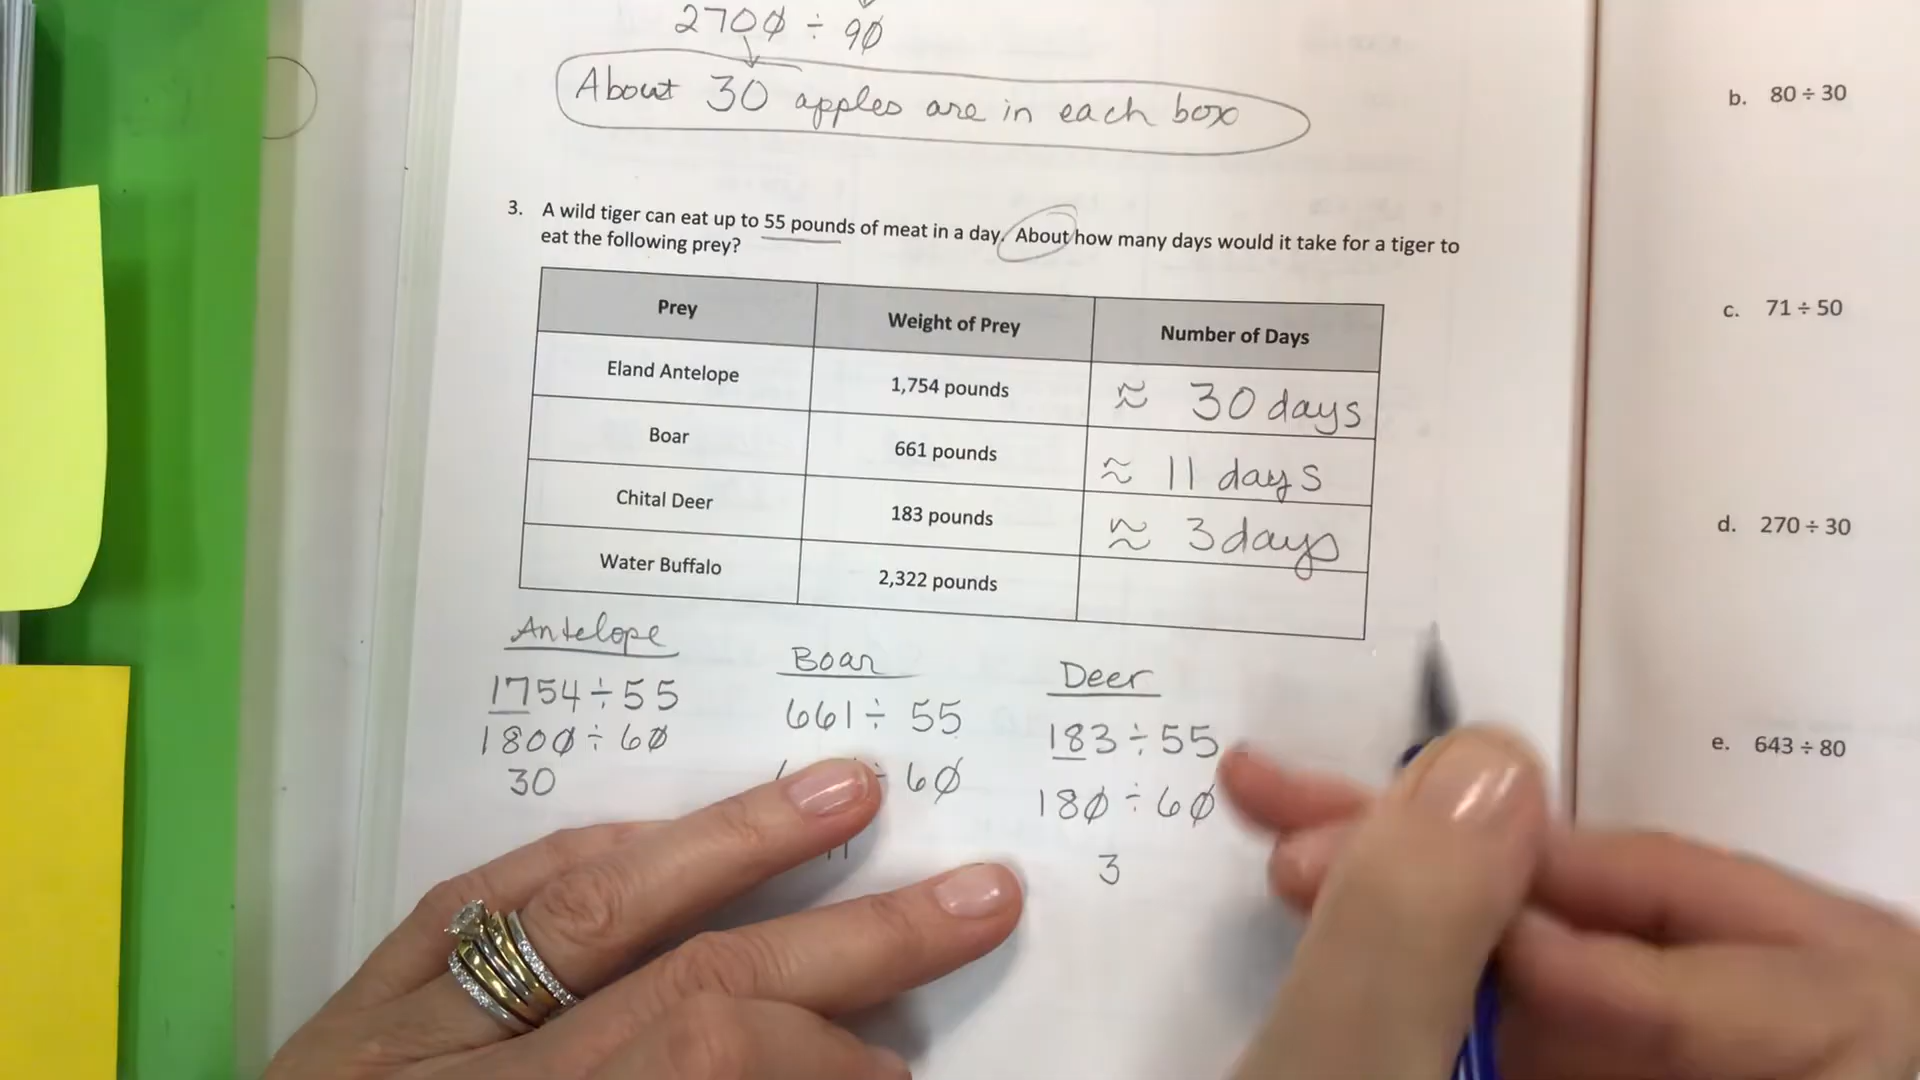 2700 ÷ 90
About 30 apples are in each box
3. A wild tiger can eat up to 55 pounds of meat in a day. About how many days would it take for a tiger to
eat the following prey?
Prey Weight of Prey Number of Days
Eland Antelope 1,754 pounds ≈ 30 days
Boar 661 pounds ≈ 11 days
Chital Deer 183 pounds ≈ 3 days
Water Buffalo 2,322 pounds
Antelope
1754 ÷ 55
1800 ÷ 60
30
Boar
661 ÷ 55
÷ 60
11
Deer
183 ÷ 55
180 ÷ 60
3
b. 80 ÷ 30
c. 71 ÷ 50
d. 270 ÷ 30
e. 643 ÷ 80